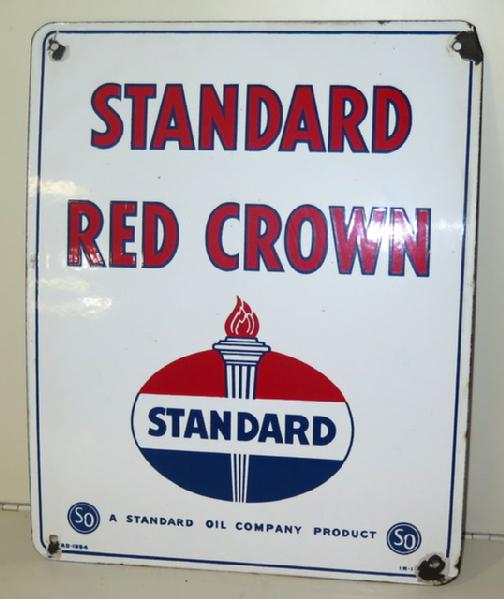 STANDARD
RED CROWN
STANDARD
SO A STANDARD OIL COMPANY PRODUCT SO